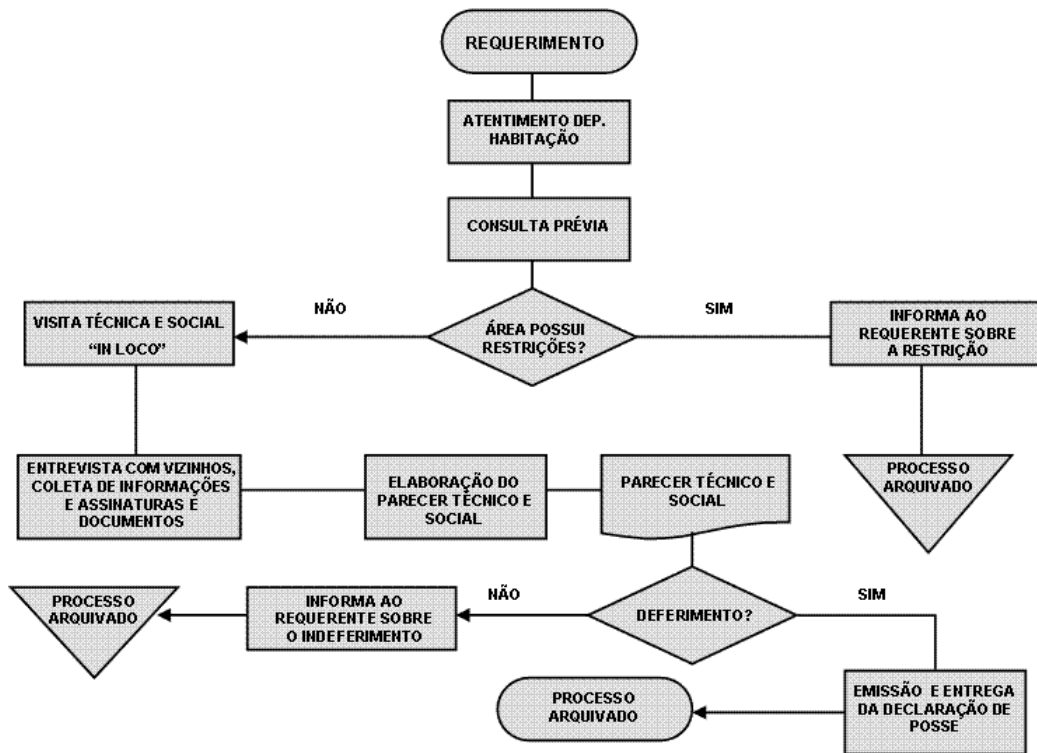 REQUERIMENTO
ATENTIMENTO DEP.
HABITAÇÃO
CONSULTA PRÉVIA
ÁREA POSSUI
RESTRIÇÕES?
NÃO
SIM
VISITA TÉCNICA E SOCIAL
“IN LOCO”
INFORMA AO
REQUERENTE SOBRE
A RESTRIÇÃO
PROCESSO
ARQUIVADO
ENTREVISTA COM VIZINHOS,
COLETA DE INFORMAÇÕES
E ASSINATURAS E
DOCUMENTOS
ELABORAÇÃO DO
PARECER TÉCNICO E
SOCIAL
PARECER TÉCNICO E
SOCIAL
DEFERIMENTO?
NÃO
SIM
INFORMA AO
REQUERENTE SOBRE
O INDEFERIMENTO
PROCESSO
ARQUIVADO
EMISSÃO E ENTREGA
DA DECLARAÇÃO DE
POSSE
PROCESSO
ARQUIVADO